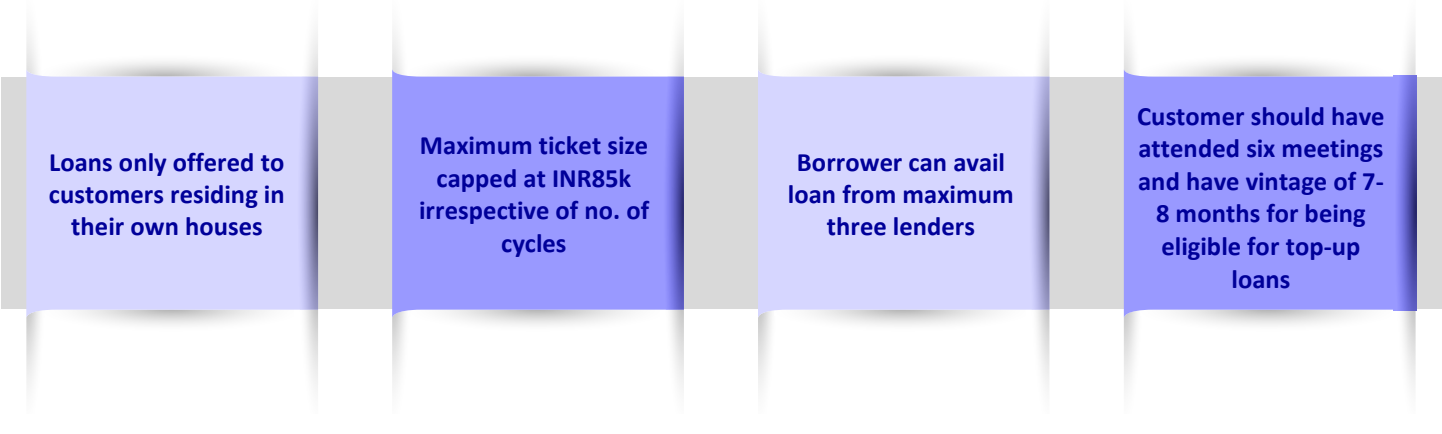 Loans only offered to
customers residing in
their own houses
Maximum ticket size
capped at INR85k
irrespective of no. of
cycles
Borrower can avail
loan from maximum
three lenders
Customer should have
attended six meetings
and have vintage of 7-
8 months for being
eligible for top-up
loans